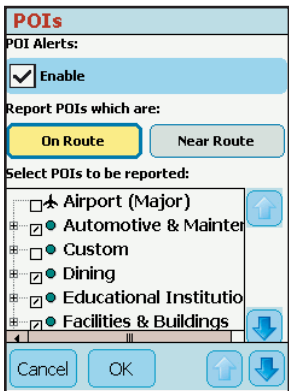 POIs
POI Alerts:
Enable
Report POIs which are:
On Route
Near Route
Select POIs to be reported:
Airport (Major)
Automotive & Mainter
Custom
Dining
Educational Institutio
Facilities & Buildings
Cancel
OK